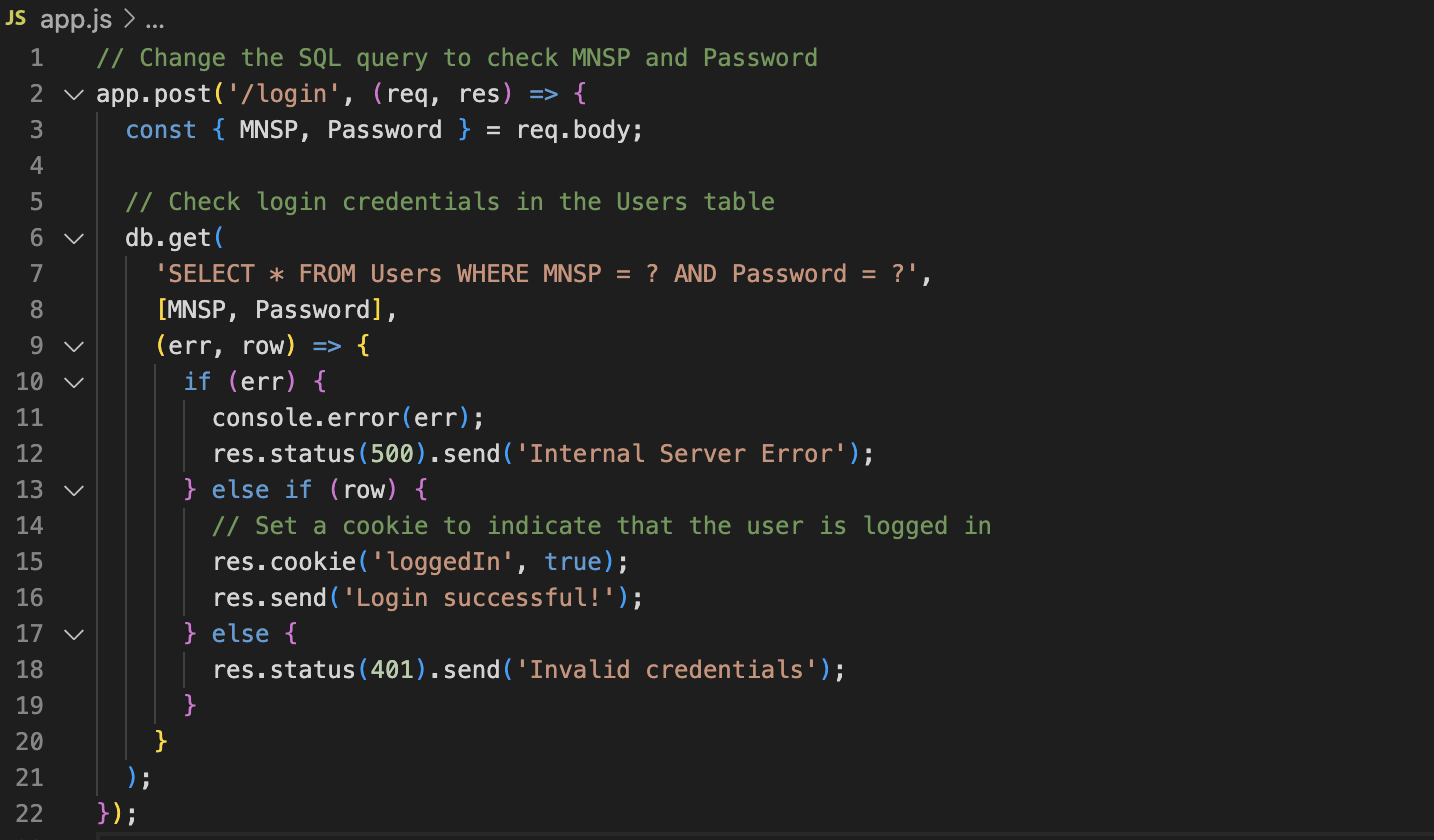 JS app.js > ...
1 // Change the SQL query to check MNSP and Password
2 app.post('/login', (req, res) => {
3 const { MNSP, Password } = req.body;
4
5 // Check login credentials in the Users table
6 db.get(
7 'SELECT * FROM Users WHERE MNSP = ? AND Password = ?',
8 [MNSP, Password],
9 (err, row) => {
10 if (err) {
11 console.error(err);
12 res.status(500).send('Internal Server Error');
13 } else if (row) {
14 // Set a cookie to indicate that the user is logged in
15 res.cookie('loggedIn', true);
16 res.send('Login successful!');
17 } else {
18 res.status(401).send('Invalid credentials');
19 }
20 }
21 );
22 });